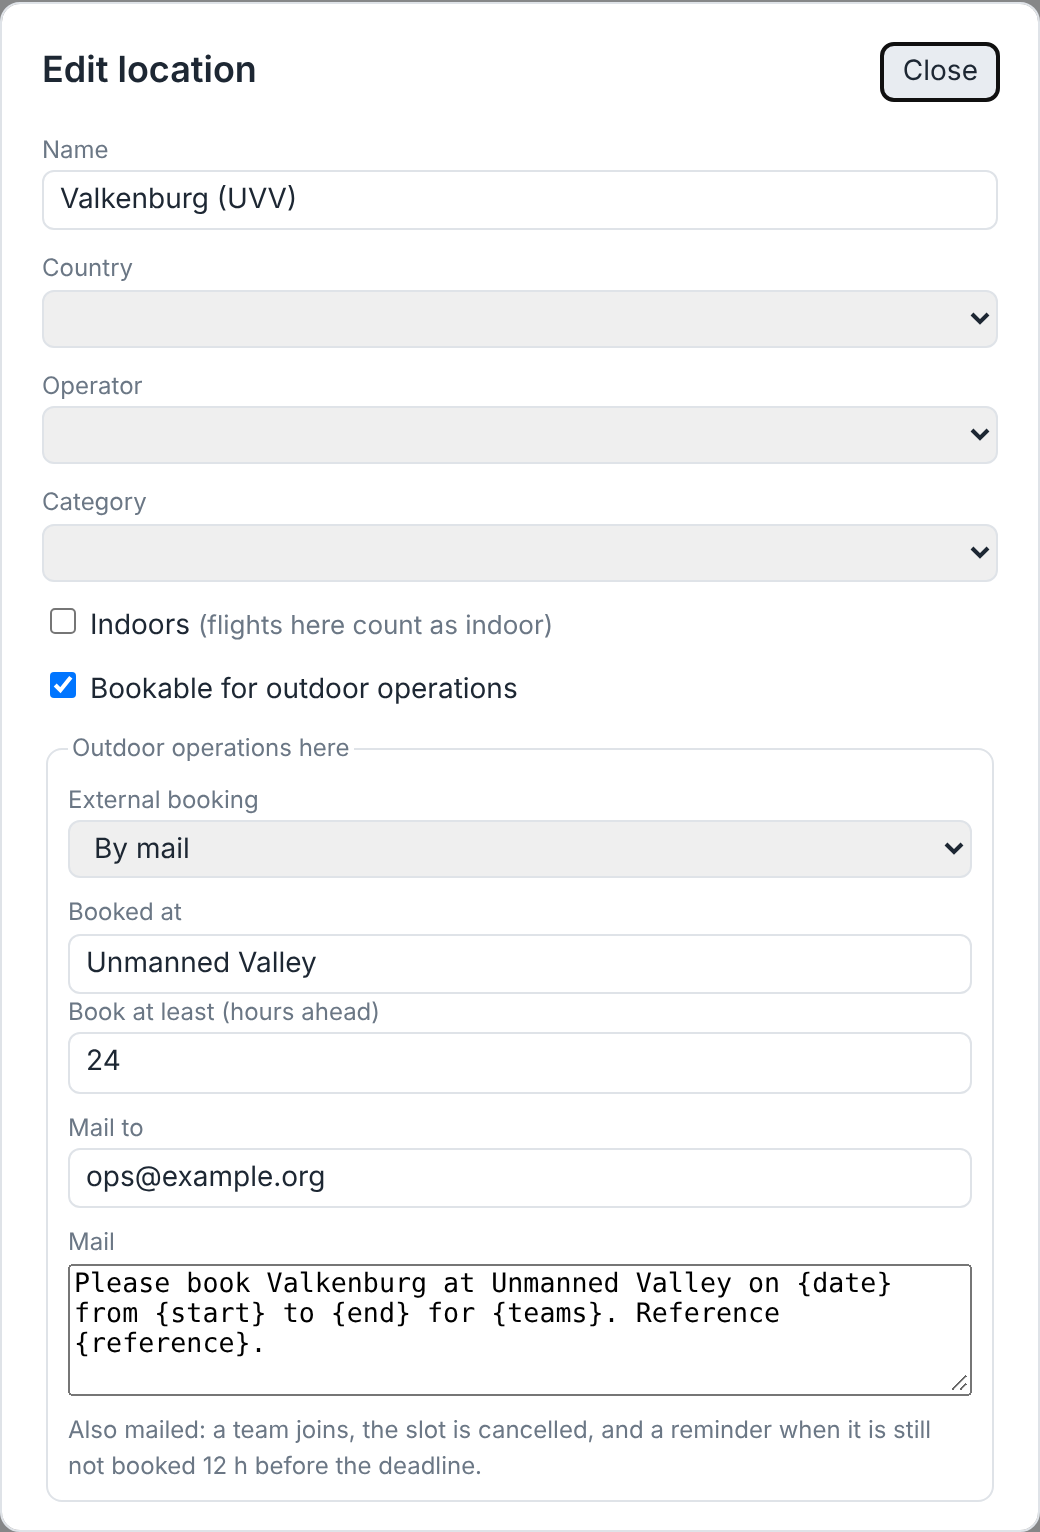 Edit location
Close
Name
Valkenburg (UVV)
Country
Operator
Category
Indoors (flights here count as indoor)
Bookable for outdoor operations
Outdoor operations here
External booking
By mail
Booked at
Unmanned Valley
Book at least (hours ahead)
24
Mail to
ops@example.org
Mail
Please book Valkenburg at Unmanned Valley on {date}
from {start} to {end} for {teams}. Reference
{reference}.
Also mailed: a team joins, the slot is cancelled, and a reminder when it is still
not booked 12 h before the deadline.